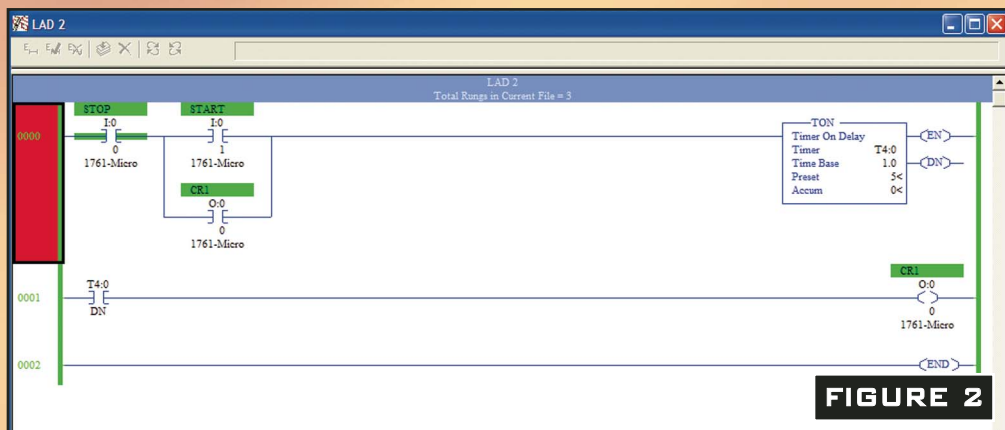 LAD 2
LAD 2
Total Rungs in Current File = 3
0000
STOP
I:0
0
1761-Micro
START
I:0
1
1761-Micro
CR1
O:0
0
1761-Micro
TON
Timer On Delay
Timer T4:0
Time Base 1.0
Preset 5<
Accum 0<
EN
DN
0001
T4:0
DN
CR1
O:0
0
1761-Micro
0002
END
FIGURE 2